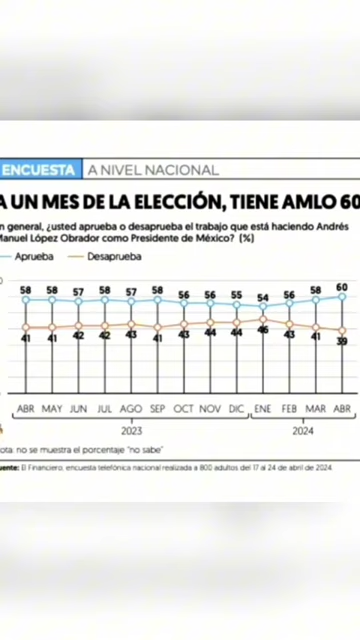 ENCUESTA A NIVEL NACIONAL
A UN MES DE LA ELECCIÓN, TIENE AMLO 60
n general, ¿usted aprueba o desaprueba el trabajo que está haciendo Andrés
Manuel López Obrador como Presidente de México? (%)
Aprueba Desaprueba
58 58 57 58 57 58 56 56 55 54 56 58 60
41 41 42 42 43 41 43 44 44 46 43 41 39
ABR MAY JUN JUL AGO SEP OCT NOV DIC ENE FEB MAR ABR
2023 2024
ota: no se muestra el porcentaje "no sabe"
uente: El Financiero, encuesta telefónica nacional realizada a 800 adultos del 17 al 24 de abril de 2024